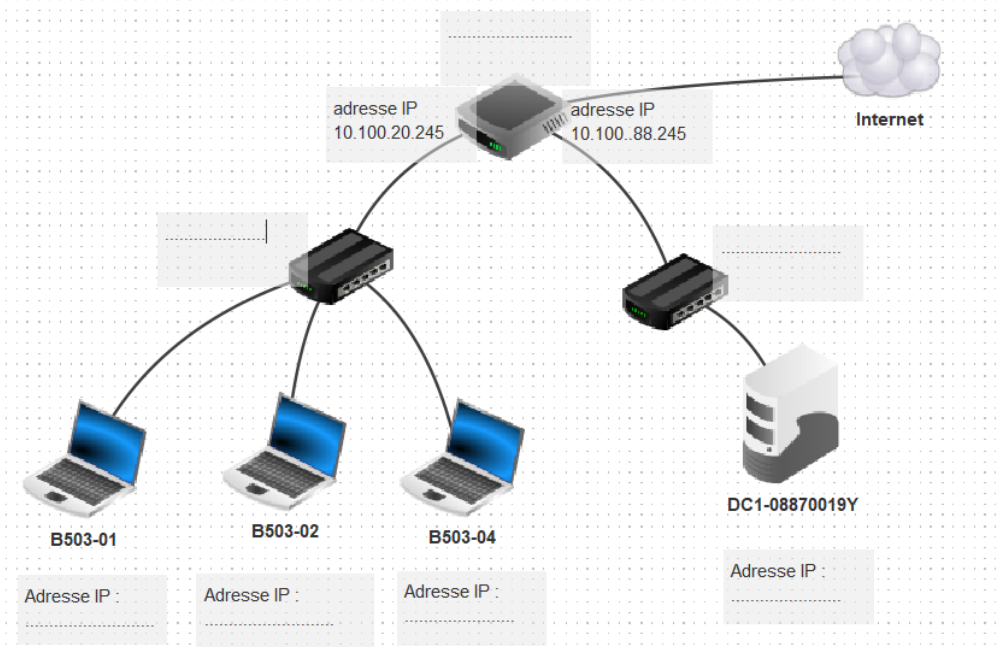 ..............................
adresse IP
10.100.20.245
adresse IP
10.100..88.245
Internet
.........................
...........................
B503-01
B503-02
B503-04
DC1-08870019Y
Adresse IP :
................................
Adresse IP :
................................
Adresse IP :
...........................
Adresse IP :
...........................